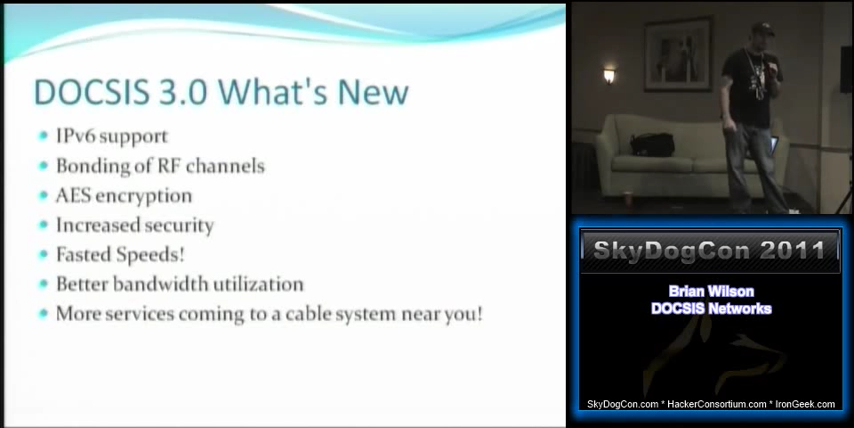 DOCSIS 3.0 What's New
IPv6 support
Bonding of RF channels
AES encryption
Increased security
Fasted Speeds!
Better bandwidth utilization
More services coming to a cable system near you!
SkyDogCon 2011
Brian Wilson
DOCSIS Networks
SkyDogCon.com * HackerConsortium.com * IronGeek.com